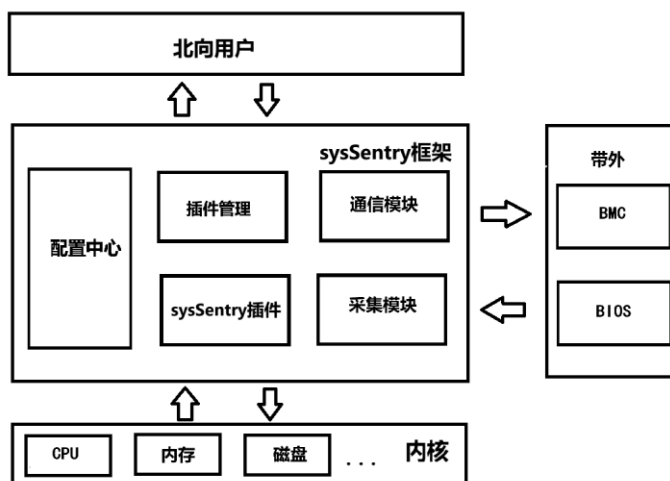 北向用户
sysSentry框架
配置中心
插件管理
通信模块
sysSentry插件
采集模块
带外
BMC
BIOS
CPU
内存
磁盘
...
内核